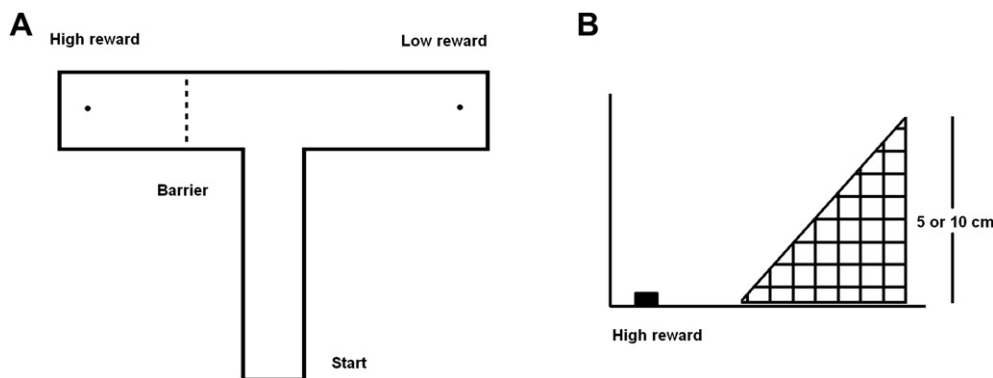 A
High reward
Low reward
Barrier
Start
B
5 or 10 cm
High reward